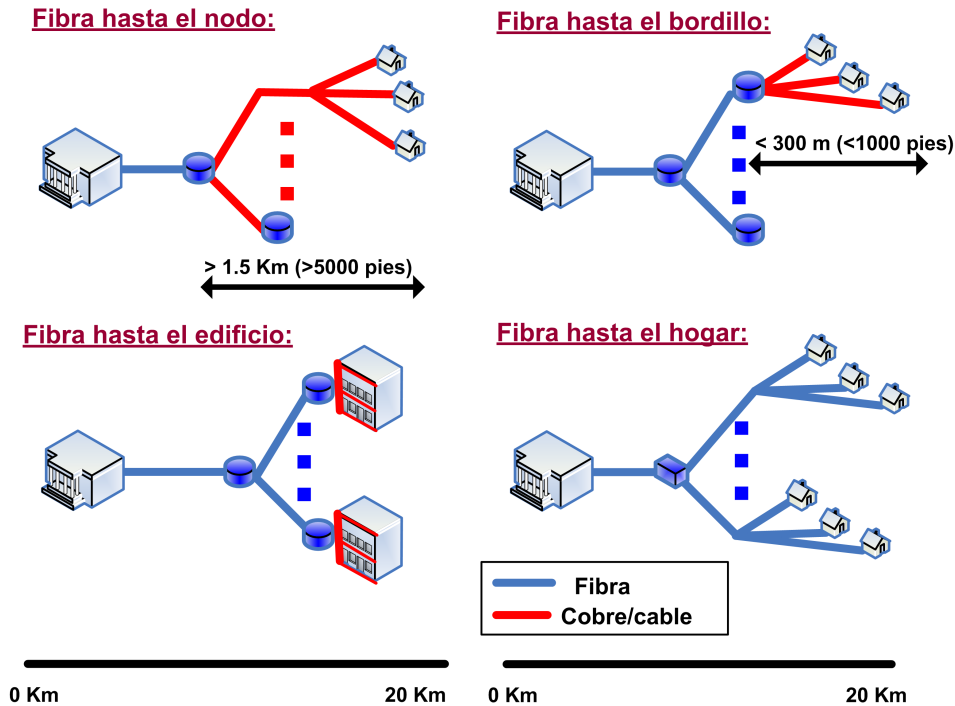 Fibra hasta el nodo:
> 1.5 Km (>5000 pies)
Fibra hasta el bordillo:
< 300 m (<1000 pies)
Fibra hasta el edificio:
Fibra hasta el hogar:
Fibra
Cobre/cable
0 Km
20 Km
0 Km
20 Km